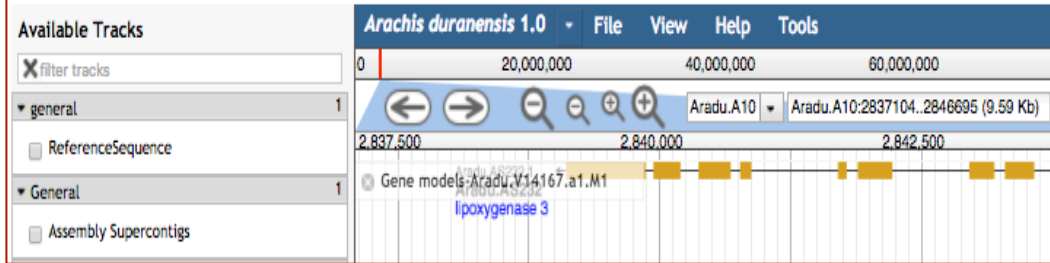 Available Tracks
filter tracks
general 1
ReferenceSequence
General 1
Assembly Supercontigs
Arachis duranensis 1.0 File View Help Tools
0 20,000,000 40,000,000 60,000,000
Aradu.A10 Aradu.A10:2837104..2846695 (9.59 Kb)
2,837,500 2,840,000 2,842,500
Gene models-Aradu.V14167.a1.M1
lipoxygenase 3